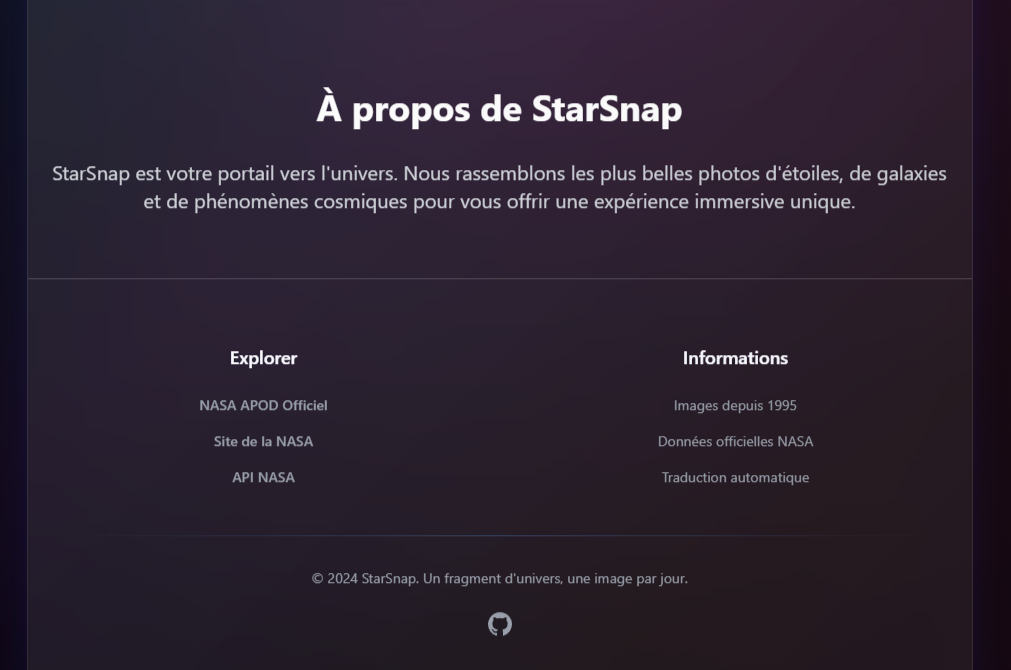 À propos de StarSnap
StarSnap est votre portail vers l'univers. Nous rassemblons les plus belles photos d'étoiles, de galaxies
et de phénomènes cosmiques pour vous offrir une expérience immersive unique.
Explorer
NASA APOD Officiel
Site de la NASA
API NASA
Informations
Images depuis 1995
Données officielles NASA
Traduction automatique
© 2024 StarSnap. Un fragment d'univers, une image par jour.